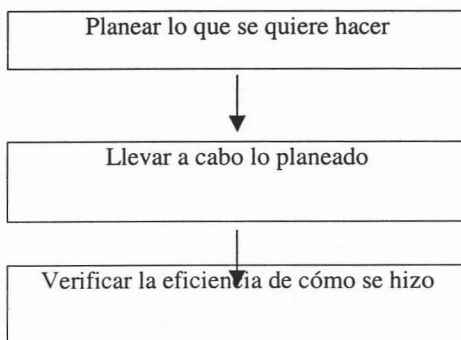 Planear lo que se quiere hacer
Llevar a cabo lo planeado
Verificar la eficiencia de cómo se hizo